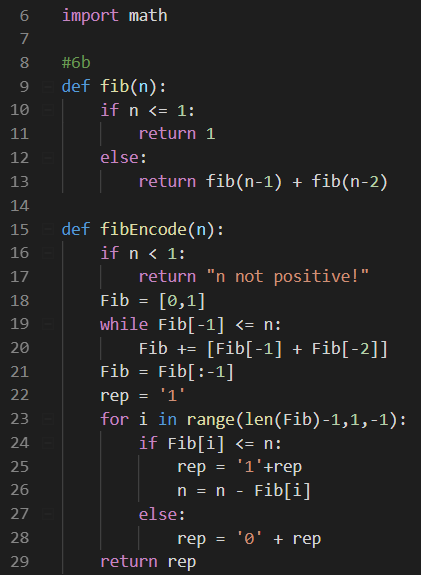 6 import math
7
8 #6b
9 def fib(n):
10     if n <= 1:
11         return 1
12     else:
13         return fib(n-1) + fib(n-2)
14
15 def fibEncode(n):
16     if n < 1:
17         return "n not positive!"
18     Fib = [0,1]
19     while Fib[-1] <= n:
20         Fib += [Fib[-1] + Fib[-2]]
21     Fib = Fib[:-1]
22     rep = '1'
23     for i in range(len(Fib)-1,1,-1):
24         if Fib[i] <= n:
25             rep = '1'+rep
26             n = n - Fib[i]
27         else:
28             rep = '0' + rep
29     return rep